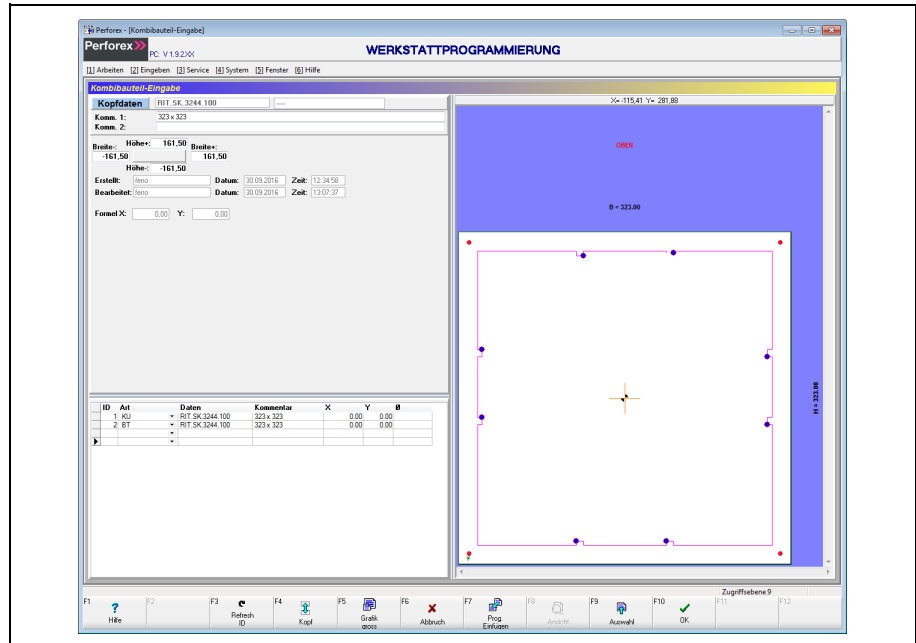 Perforex - [Kombibauteil-Eingabe]
Perforex PC: V 1.9.2XX WERKSTATTPROGRAMMIERUNG
[1] Arbeiten [2] Eingeben [3] Service [4] System [5] Fenster [6] Hilfe
Kombibauteil-Eingabe
Kopfdaten RIT.SK.3244.100 ----
Komm. 1: 323 x 323
Komm. 2:
Breite-: Höhe+: 161,50 Breite+:
-161,50 161,50
Höhe-: -161,50
Erstellt: feno Datum: 30.09.2016 Zeit: 12:34:58
Bearbeitet: feno Datum: 30.09.2016 Zeit: 13:07:37
Formel X: 0,00 Y: 0,00
X= -115,41 Y= 281,88
OBEN
B = 323.00
H = 323.00
ID Art Daten Kommentar X Y Ø
1 KU RIT.SK.3244.100 323 x 323 0.00 0.00
2 BT RIT.SK.3244.100 323 x 323 0.00 0.00
Zugriffsebene 9
F1 Hilfe
F2
F3 Refresh ID
F4 Kopf
F5 Grafik gross
F6 Abbruch
F7 Prog. Einfügen
F8 Ansicht
F9 Auswahl
F10 OK
F11
F12